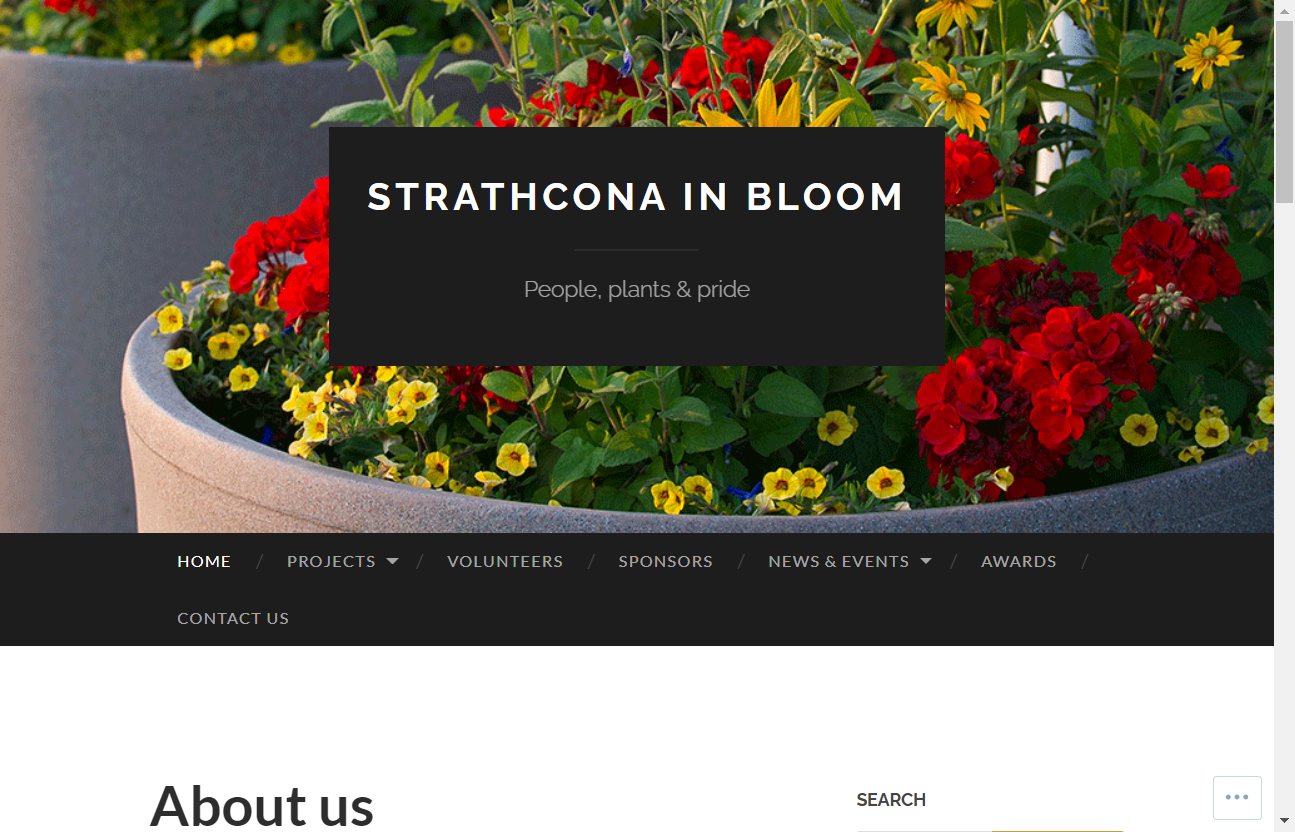 STRATHCONA IN BLOOM
People, plants & pride
HOME / PROJECTS / VOLUNTEERS / SPONSORS / NEWS & EVENTS / AWARDS /
CONTACT US
About us
SEARCH